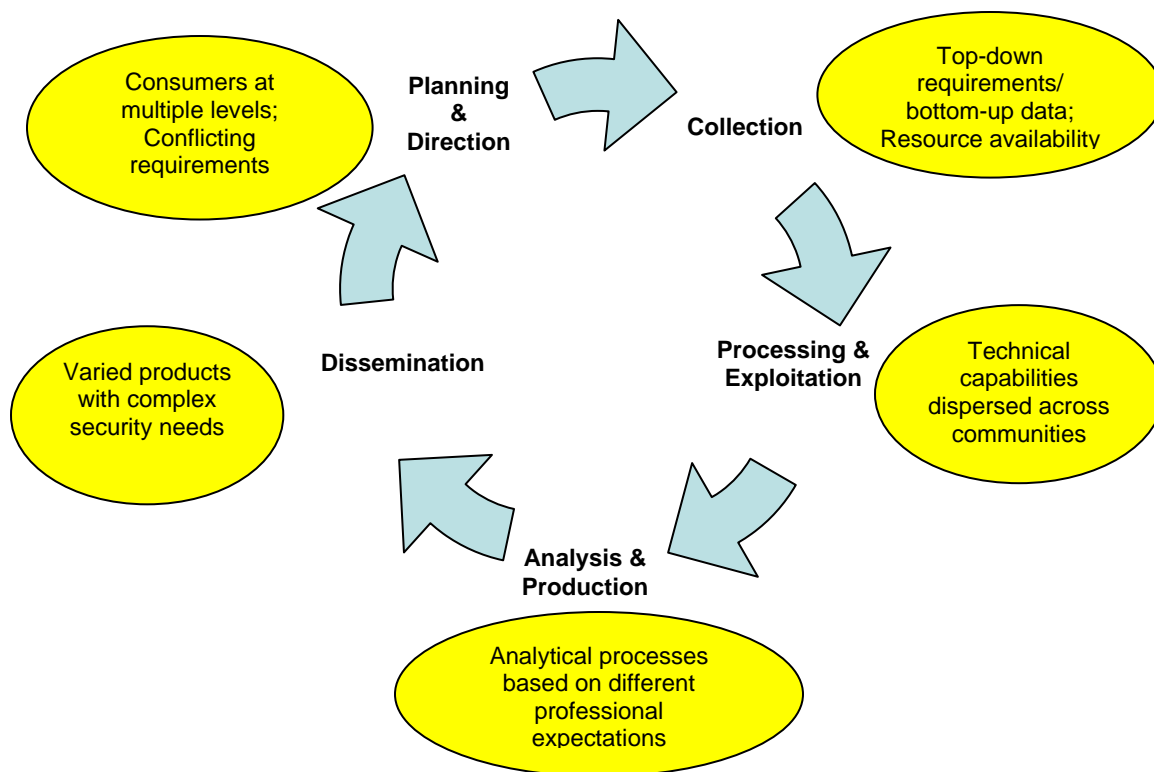 Consumers at
multiple levels;
Conflicting
requirements
Planning
&
Direction
Collection
Top-down
requirements/
bottom-up data;
Resource availability
Processing &
Exploitation
Technical
capabilities
dispersed across
communities
Analysis &
Production
Analytical processes
based on different
professional
expectations
Dissemination
Varied products
with complex
security needs